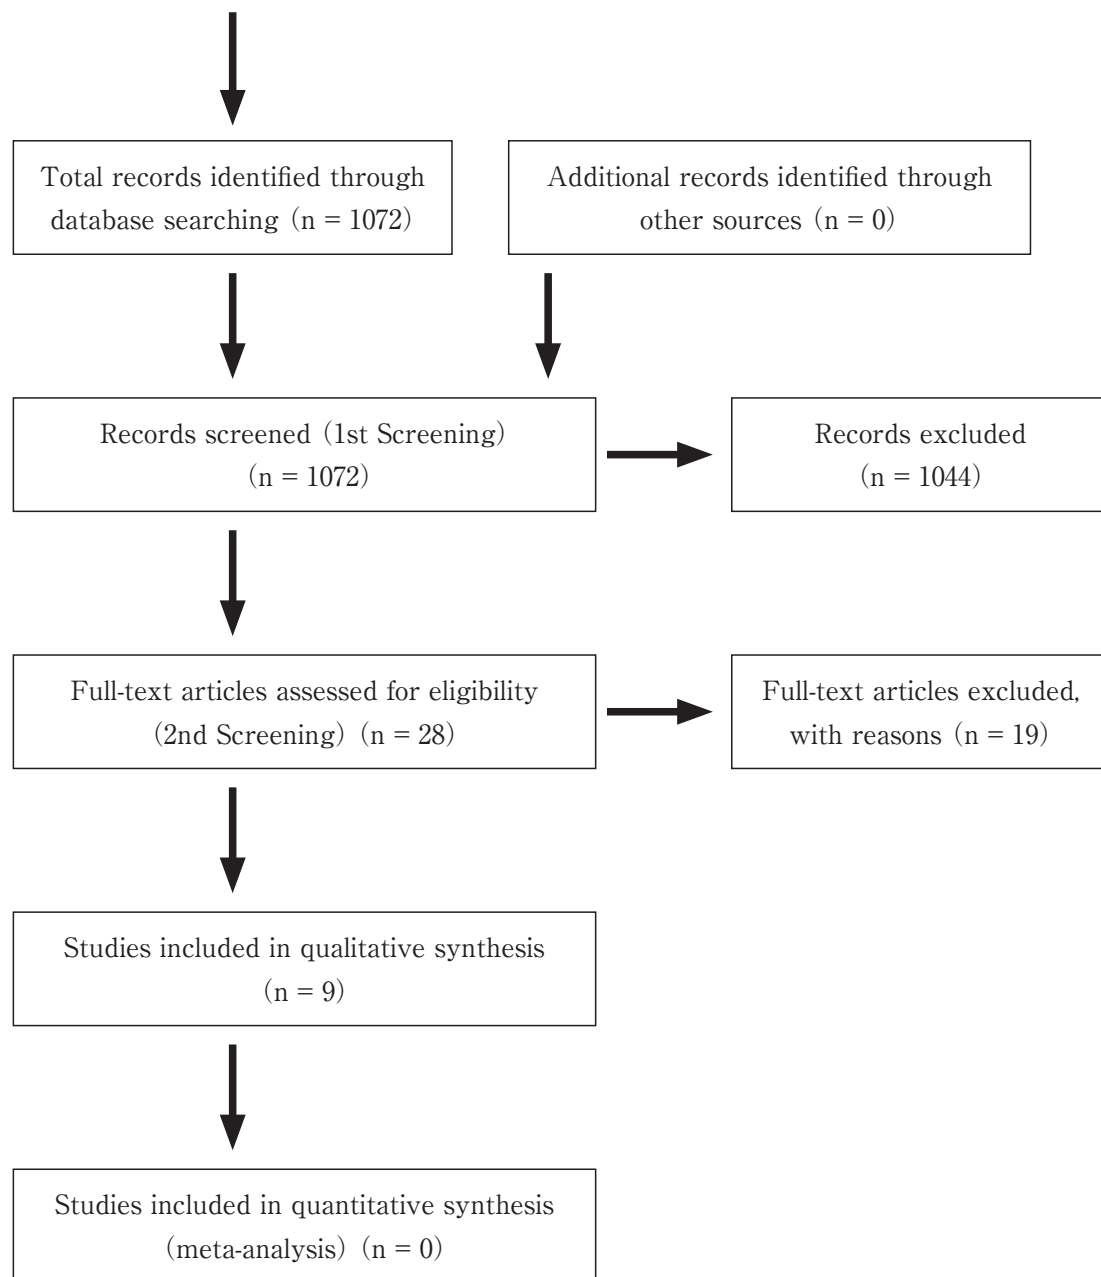 Total records identified through
database searching (n = 1072)
Additional records identified through
other sources (n = 0)
Records screened (1st Screening)
(n = 1072)
Records excluded
(n = 1044)
Full-text articles assessed for eligibility
(2nd Screening) (n = 28)
Full-text articles excluded,
with reasons (n = 19)
Studies included in qualitative synthesis
(n = 9)
Studies included in quantitative synthesis
(meta-analysis) (n = 0)